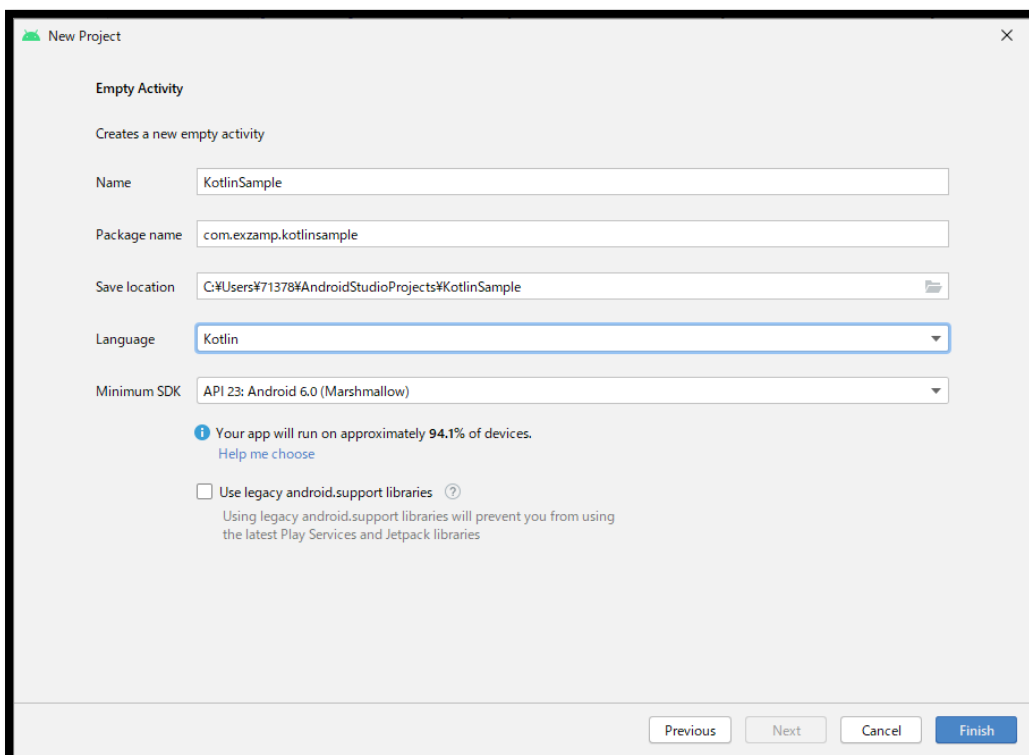 New Project
Empty Activity
Creates a new empty activity
Name KotlinSample
Package name com.exzamp.kotlinsample
Save location C:¥Users¥71378¥AndroidStudioProjects¥KotlinSample
Language Kotlin
Minimum SDK API 23: Android 6.0 (Marshmallow)
Your app will run on approximately 94.1% of devices.
Help me choose
Use legacy android.support libraries ?
Using legacy android.support libraries will prevent you from using
the latest Play Services and Jetpack libraries
Previous Next Cancel Finish